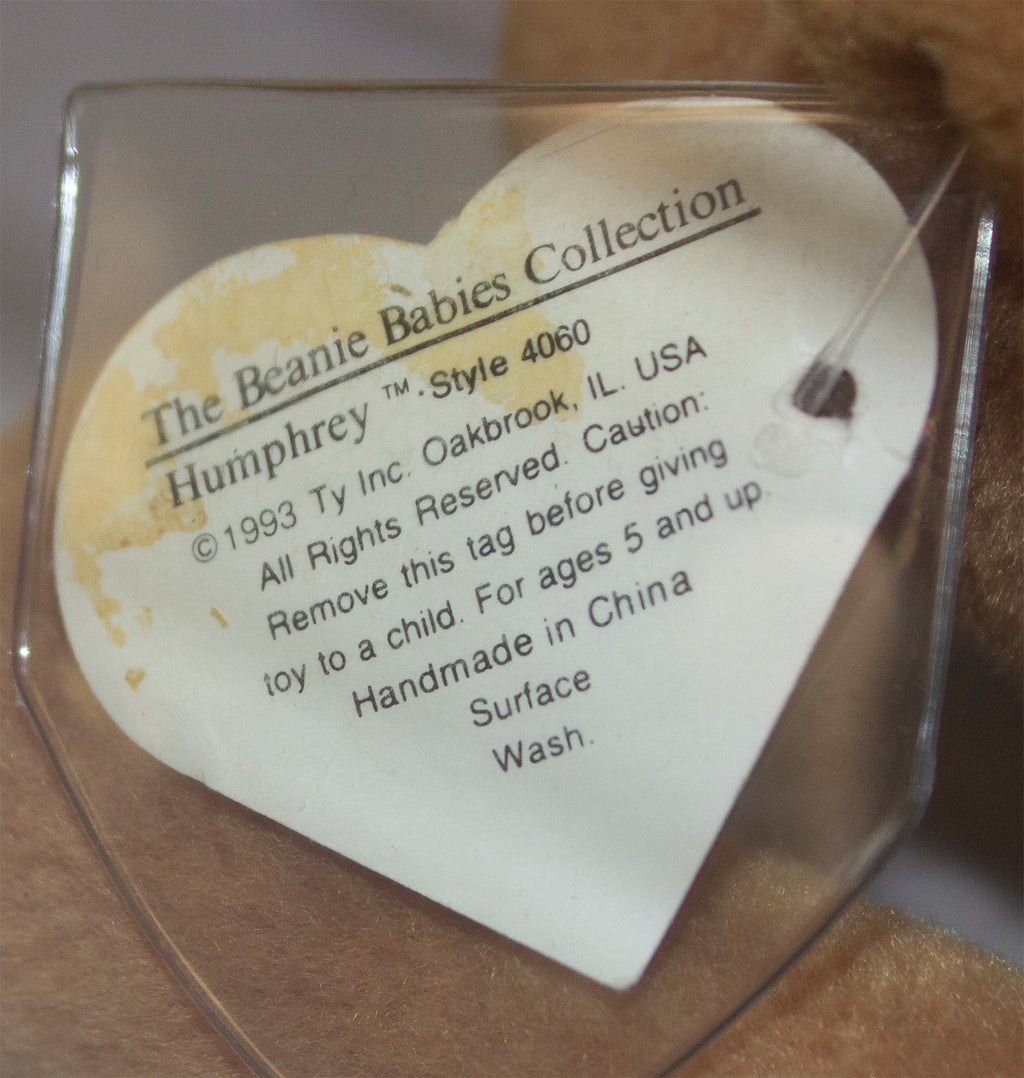 The Beanie Babies Collection
Humphrey ™ . Style 4060
©1993 Ty Inc. Oakbrook, IL. USA
All Rights Reserved. Caution:
Remove this tag before giving
toy to a child. For ages 5 and up.
Handmade in China
Surface
Wash.